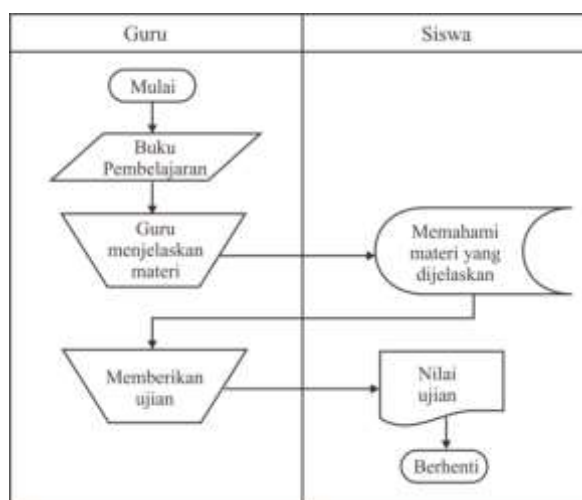 Guru
Siswa
Mulai
Buku
Pembelajaran
Guru
menjelaskan
materi
Memahami
materi yang
dijelaskan
Memberikan
ujian
Nilai
ujian
Berhenti